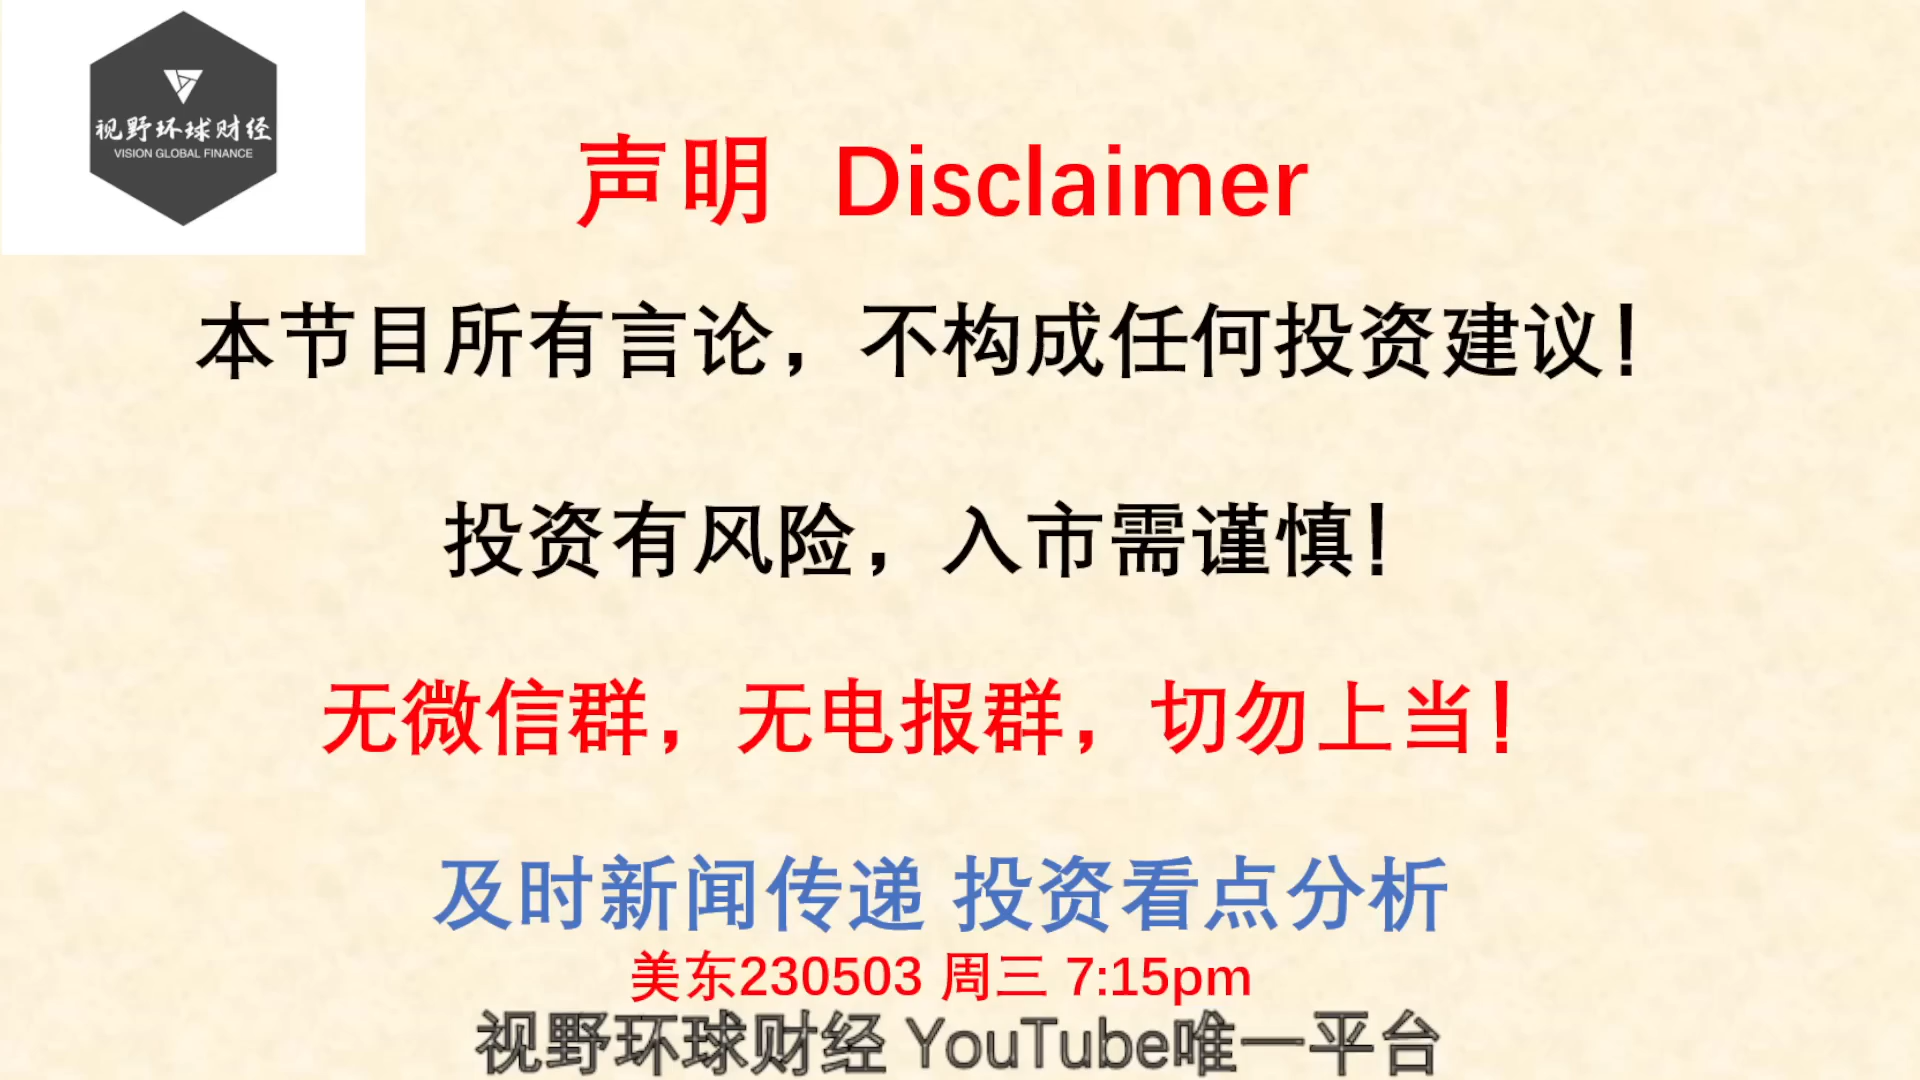 视野环球财经
VISION GLOBAL FINANCE
声明 Disclaimer
本节目所有言论，不构成任何投资建议！
投资有风险，入市需谨慎！
无微信群，无电报群，切勿上当！
及时新闻传递 投资看点分析
美东230503 周三 7:15pm
视野环球财经 YouTube唯一平台